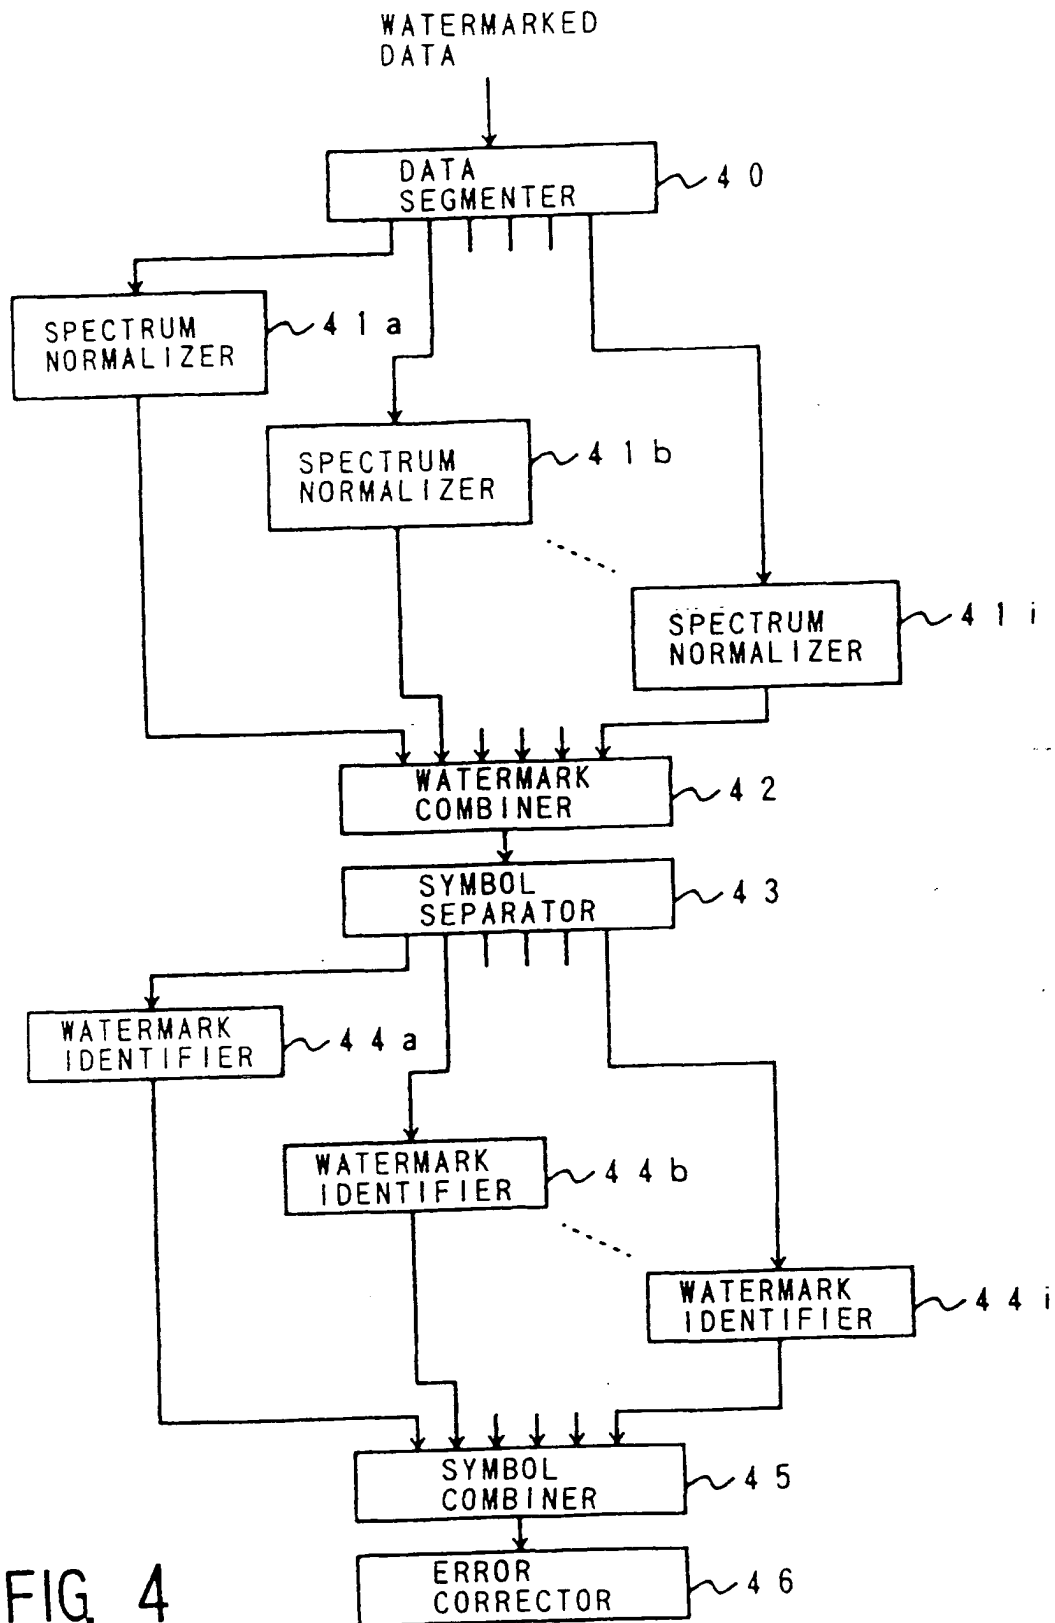 WATERMARKED
DATA
DATA
SEGMENTER
40
SPECTRUM
NORMALIZER
41a
SPECTRUM
NORMALIZER
41b
SPECTRUM
NORMALIZER
41i
WATERMARK
COMBINER
42
SYMBOL
SEPARATOR
43
WATERMARK
IDENTIFIER
44a
WATERMARK
IDENTIFIER
44b
WATERMARK
IDENTIFIER
44i
SYMBOL
COMBINER
45
ERROR
CORRECTOR
46
FIG. 4